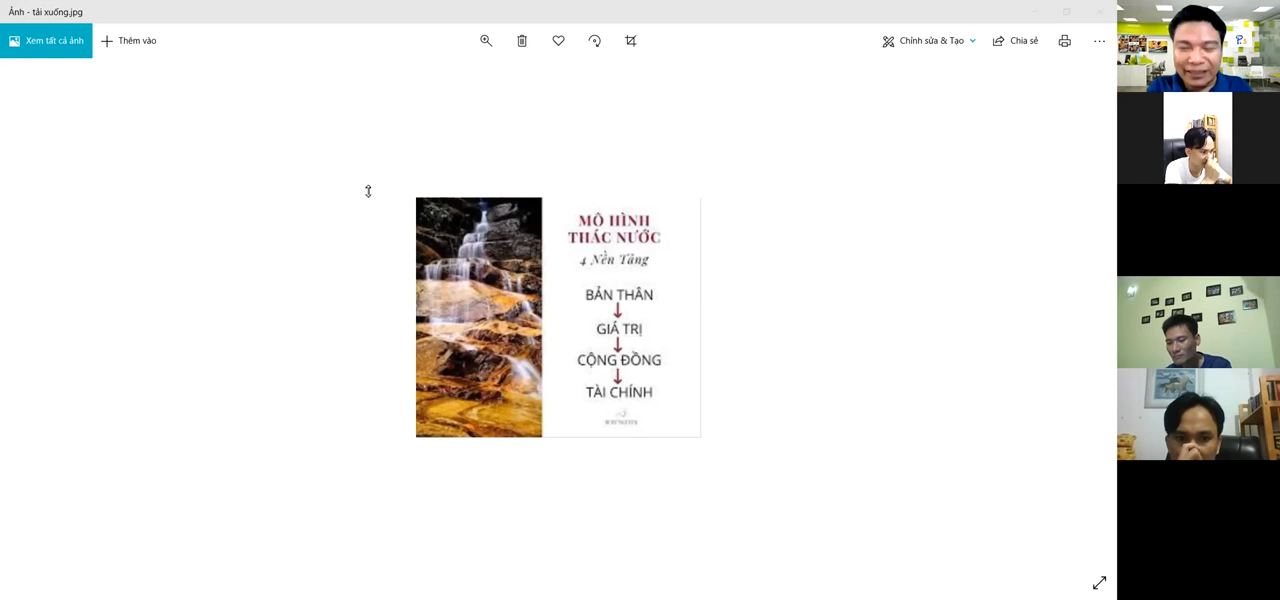 Ảnh - tải xuống.jpg
Xem tất cả ảnh
Thêm vào
Chỉnh sửa & Tạo
Chia sẻ
MÔ HÌNH
THÁC NƯỚC
4 Nền Tảng
BẢN THÂN
GIÁ TRỊ
CỘNG ĐỒNG
TÀI CHÍNH